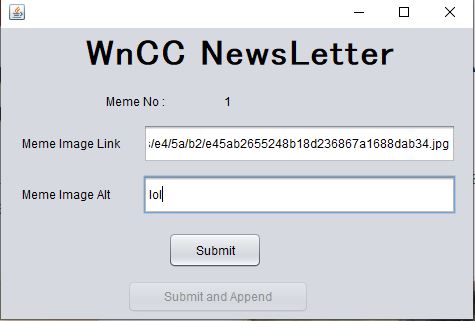 WnCC NewsLetter
Meme No : 1
Meme Image Link /e4/5a/b2/e45ab2655248b18d236867a1688dab34.jpg
Meme Image Alt lol
Submit
Submit and Append